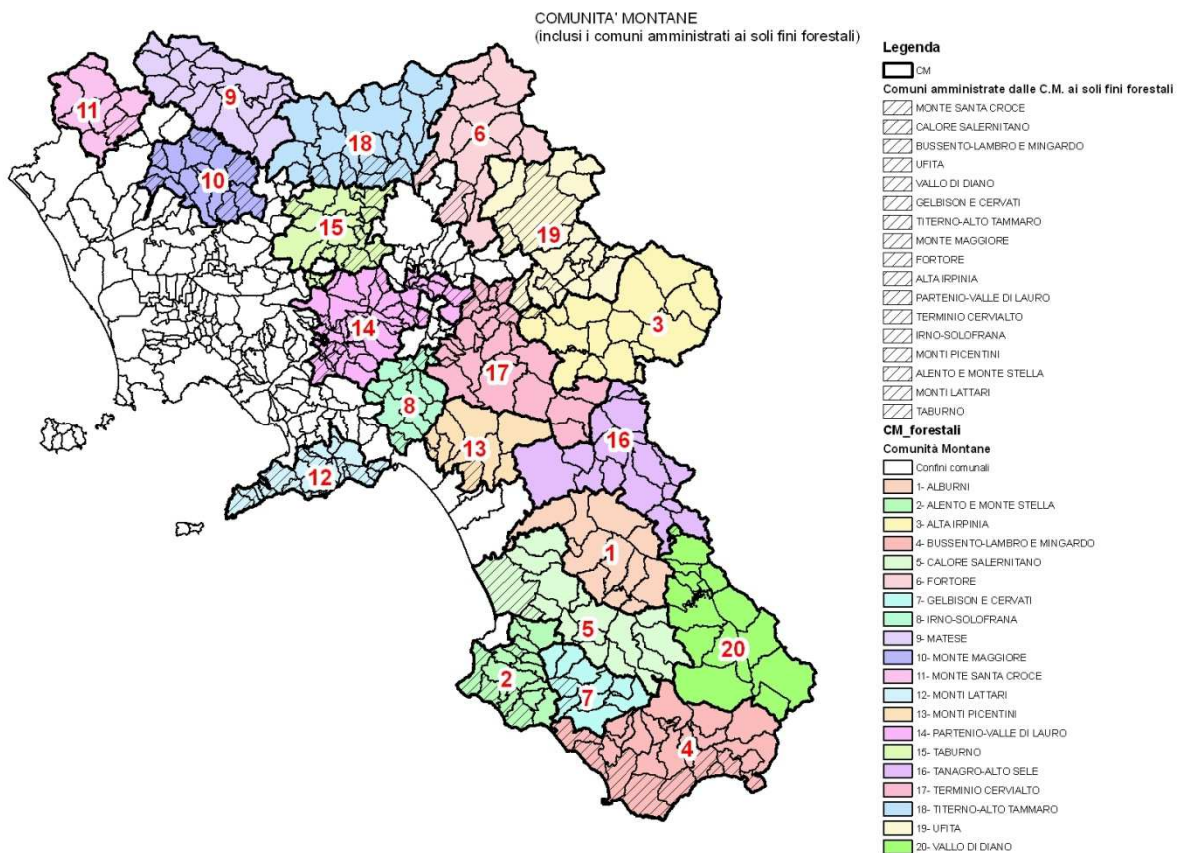 COMUNITA' MONTANE
(inclusi i comuni amministrati ai soli fini forestali)
11
9
18
6
10
15
19
3
14
17
8
13
16
12
1
5
20
2
7
4
Legenda
CM
Comuni amministrate dalle C.M. ai soli fini forestali
MONTE SANTA CROCE
CALORE SALERNITANO
BUSSENTO-LAMBRO E MINGARDO
UFITA
VALLO DI DIANO
GELBISON E CERVATI
TITERNO-ALTO TAMMARO
MONTE MAGGIORE
FORTORE
ALTA IRPINIA
PARTENIO-VALLE DI LAURO
TERMINIO CERVIALTO
IRNO-SOLOFRANA
MONTI PICENTINI
ALENTO E MONTE STELLA
MONTI LATTARI
TABURNO
CM_forestali
Comunità Montane
Confini comunali
1- ALBURNI
2- ALENTO E MONTE STELLA
3- ALTA IRPINIA
4- BUSSENTO-LAMBRO E MINGARDO
5- CALORE SALERNITANO
6- FORTORE
7- GELBISON E CERVATI
8- IRNO-SOLOFRANA
9- MATESE
10- MONTE MAGGIORE
11- MONTE SANTA CROCE
12- MONTI LATTARI
13- MONTI PICENTINI
14- PARTENIO-VALLE DI LAURO
15- TABURNO
16- TANAGRO-ALTO SELE
17- TERMINIO CERVIALTO
18- TITERNO-ALTO TAMMARO
19- UFITA
20- VALLO DI DIANO